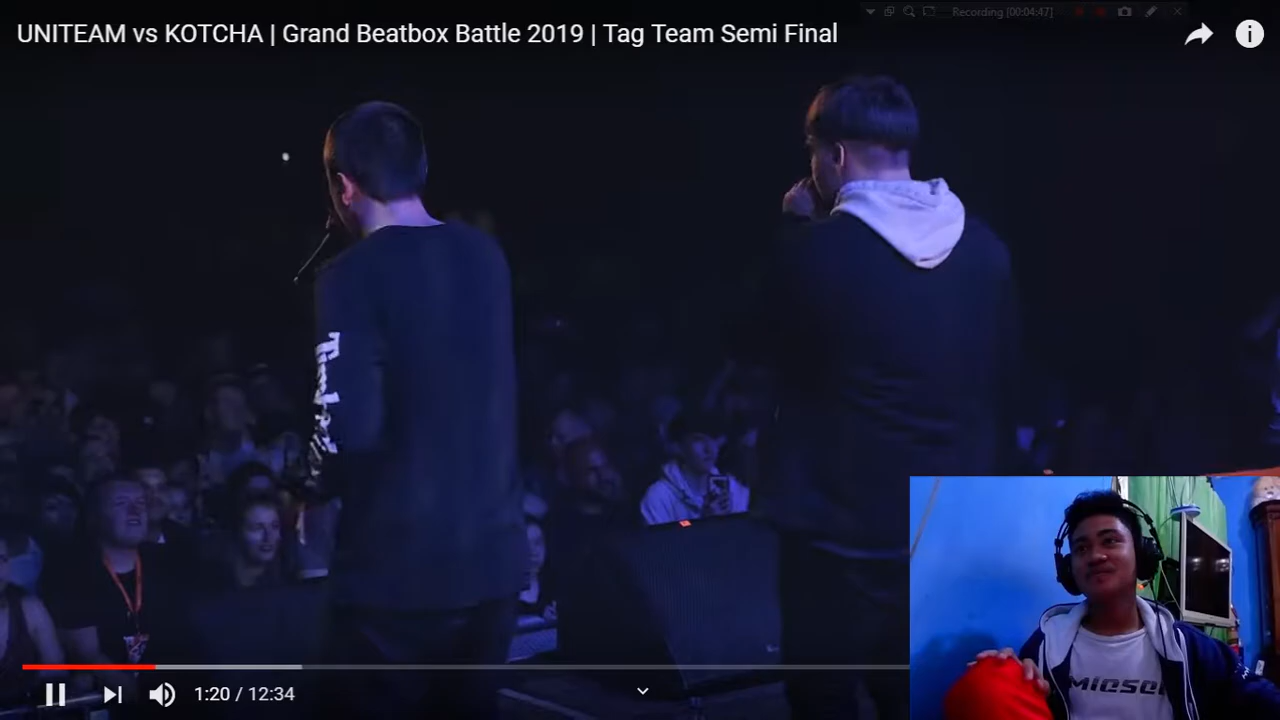 Recording [00:04:47]
UNITEAM vs KOTCHA | Grand Beatbox Battle 2019 | Tag Team Semi Final
1:20 / 12:34